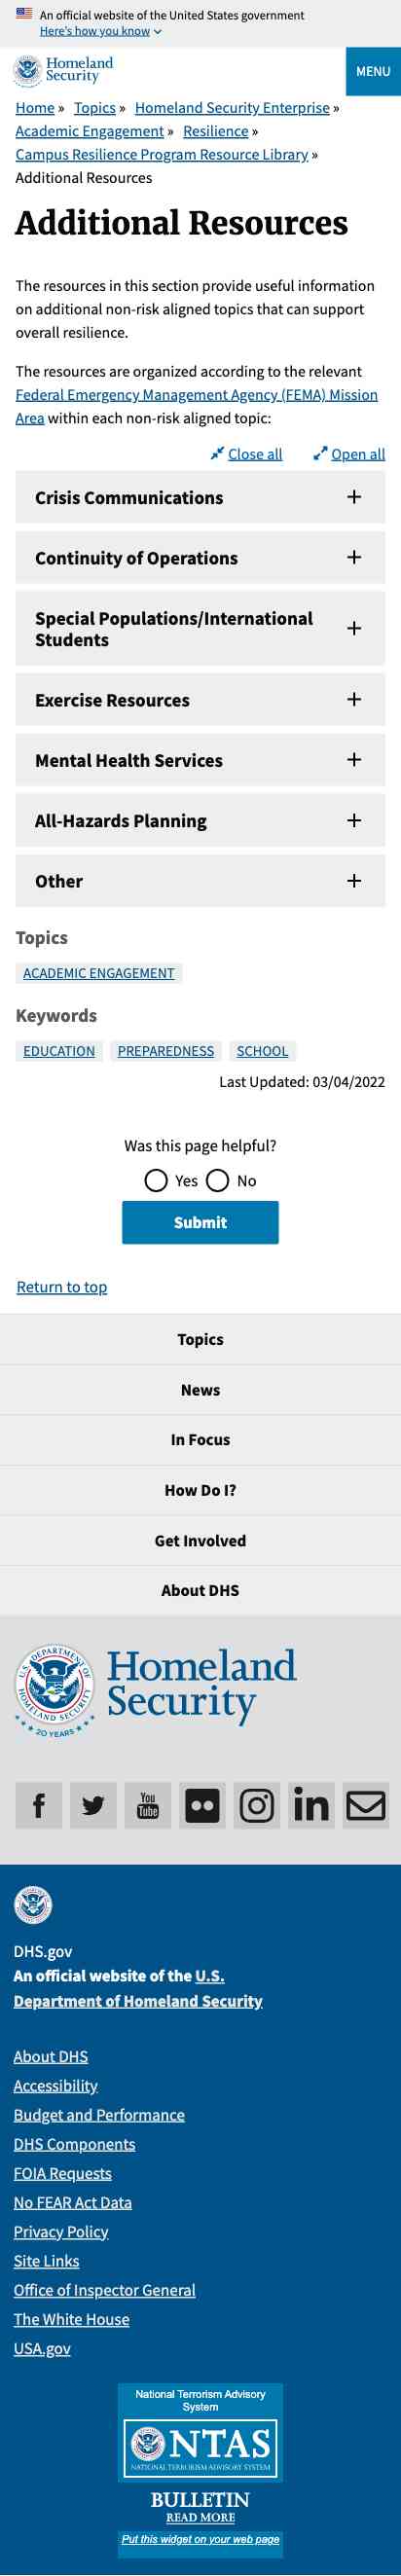 An official website of the United States government
Here's how you know
Homeland
Security
MENU
Home » Topics » Homeland Security Enterprise »
Academic Engagement » Resilience »
Campus Resilience Program Resource Library »
Additional Resources
Additional Resources
The resources in this section provide useful information
on additional non-risk aligned topics that can support
overall resilience.
The resources are organized according to the relevant
Federal Emergency Management Agency (FEMA) Mission
Area within each non-risk aligned topic:
Close all Open all
Crisis Communications
Continuity of Operations
Special Populations/International
Students
Exercise Resources
Mental Health Services
All-Hazards Planning
Other
Topics
ACADEMIC ENGAGEMENT
Keywords
EDUCATION PREPAREDNESS SCHOOL
Last Updated: 03/04/2022
Was this page helpful?
Yes No
Submit
Return to top
Topics
News
In Focus
How Do I?
Get Involved
About DHS
U.S. DEPARTMENT OF HOMELAND SECURITY
20 YEARS
Homeland
Security
You
Tube
in
DHS.gov
An official website of the U.S.
Department of Homeland Security
About DHS
Accessibility
Budget and Performance
DHS Components
FOIA Requests
No FEAR Act Data
Privacy Policy
Site Links
Office of Inspector General
The White House
USA.gov
National Terrorism Advisory
System
NTAS
NATIONAL TERRORISM ADVISORY SYSTEM
BULLETIN
READ MORE
Put this widget on your web page